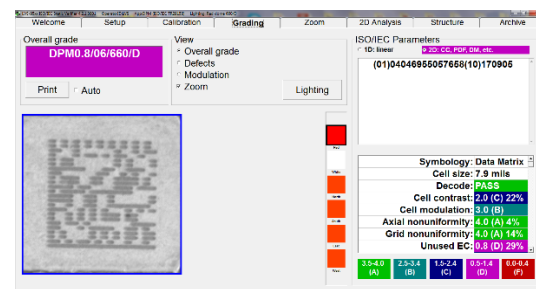 Welcome Setup Calibration Grading Zoom 2D Analysis Structure Archive
Overall grade
DPM0.8/06/660/D
Print
Auto
View
Overall grade
Defects
Modulation
Zoom
Lighting
ISO/IEC Parameters
1D: linear
2D: CC, PDF, DM, etc.
(01)04046955057658(10)170905
Symbology: Data Matrix
Cell size: 7.9 mils
Decode: PASS
Cell contrast: 2.0 (C) 22%
Cell modulation: 3.0 (B)
Axial nonuniformity: 4.0 (A) 4%
Grid nonuniformity: 4.0 (A) 14%
Unused EC: 0.8 (D) 29%
3.5-4.0 2.5-3.4 1.5-2.4 0.5-1.4 0.0-0.4
(A) (B) (C) (D) (F)